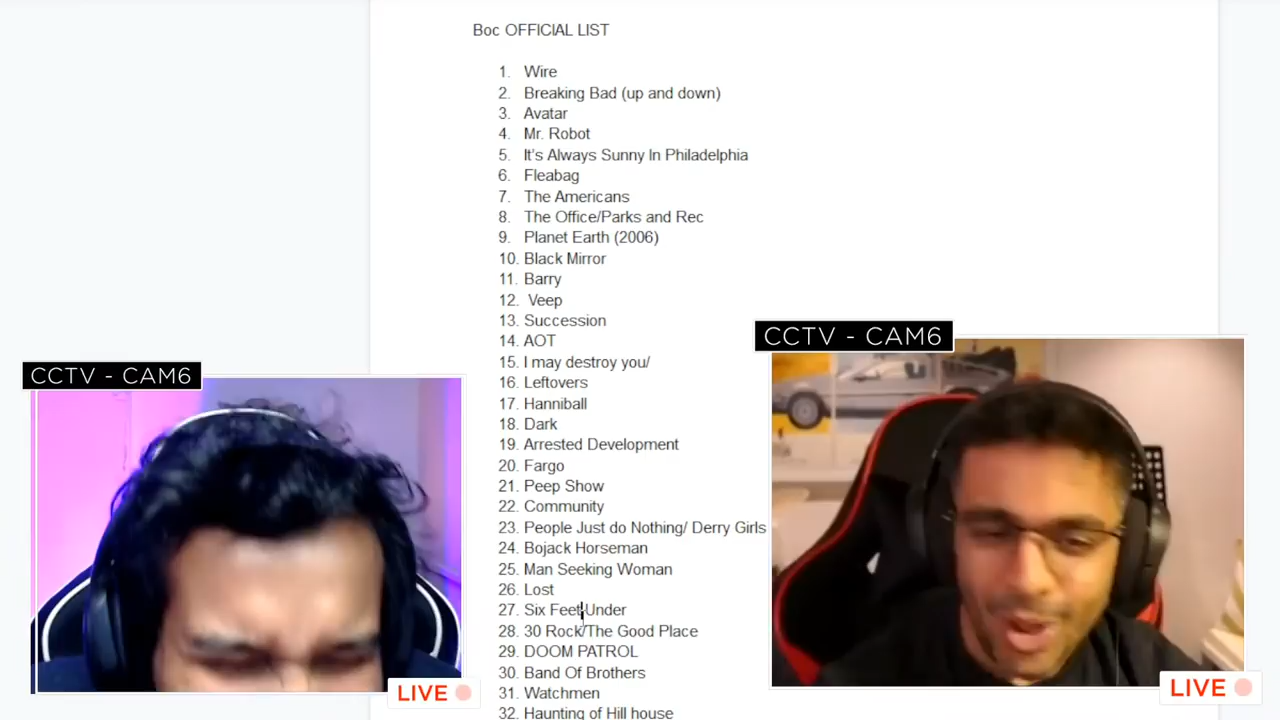 Boc OFFICIAL LIST
1. Wire
2. Breaking Bad (up and down)
3. Avatar
4. Mr. Robot
5. It's Always Sunny In Philadelphia
6. Fleabag
7. The Americans
8. The Office/Parks and Rec
9. Planet Earth (2006)
10. Black Mirror
11. Barry
12. Veep
13. Succession
14. AOT
15. I may destroy you/
16. Leftovers
17. Hanniball
18. Dark
19. Arrested Development
20. Fargo
21. Peep Show
22. Community
23. People Just do Nothing/ Derry Girls
24. Bojack Horseman
25. Man Seeking Woman
26. Lost
27. Six Feet Under
28. 30 Rock/The Good Place
29. DOOM PATROL
30. Band Of Brothers
31. Watchmen
32. Haunting of Hill house
CCTV - CAM6
LIVE
CCTV - CAM6
LIVE